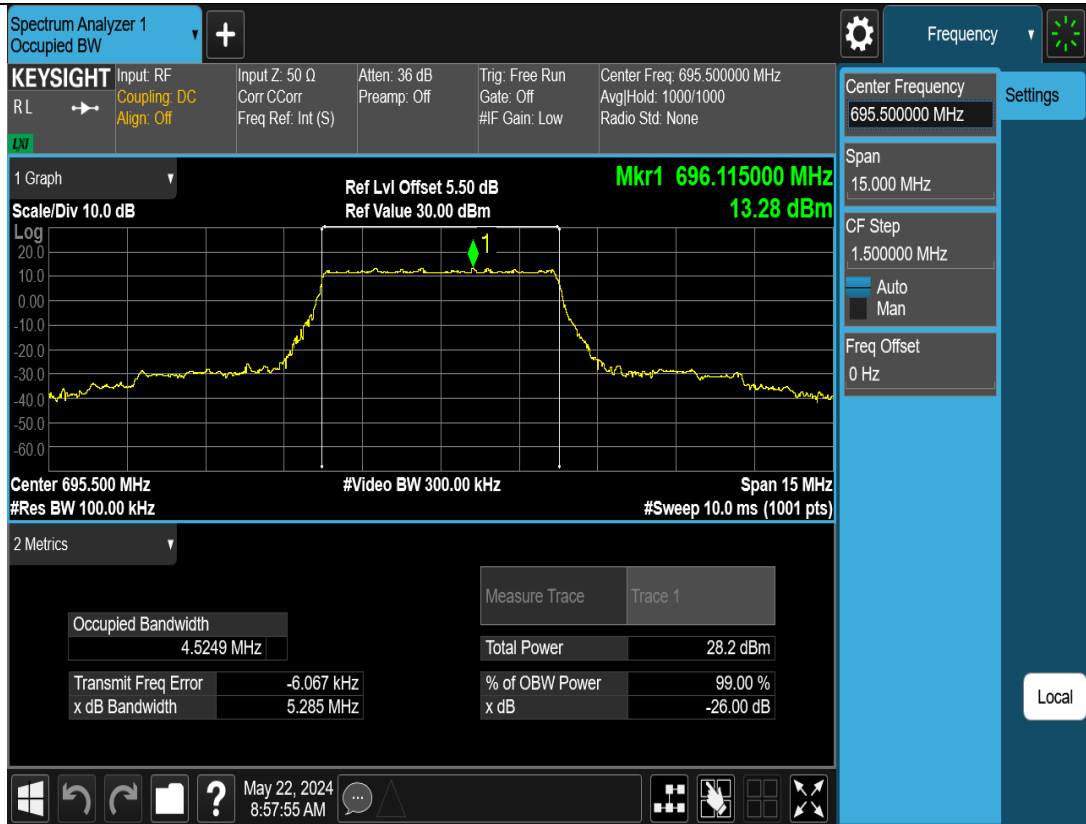 Spectrum Analyzer 1
Occupied BW
+
Frequency
KEYSIGHT
RL
LXI
Input: RF
Coupling: DC
Align: Off
Input Z: 50 Ω
Corr CCorr
Freq Ref: Int (S)
Atten: 36 dB
Preamp: Off
Trig: Free Run
Gate: Off
#IF Gain: Low
Center Freq: 695.500000 MHz
Avg|Hold: 1000/1000
Radio Std: None
Center Frequency
695.500000 MHz
Settings
Span
15.000 MHz
CF Step
1.500000 MHz
Auto
Man
Freq Offset
0 Hz
Local
1 Graph
Ref Lvl Offset 5.50 dB
Mkr1 696.115000 MHz
Scale/Div 10.0 dB
Ref Value 30.00 dBm
13.28 dBm
Log
1
20.0
10.0
0.00
-10.0
-20.0
-30.0
-40.0
-50.0
-60.0
Center 695.500 MHz
#Video BW 300.00 kHz
Span 15 MHz
#Res BW 100.00 kHz
#Sweep 10.0 ms (1001 pts)
2 Metrics
Measure Trace
Trace 1
Occupied Bandwidth
4.5249 MHz
Total Power
28.2 dBm
Transmit Freq Error
-6.067 kHz
% of OBW Power
99.00 %
x dB Bandwidth
5.285 MHz
x dB
-26.00 dB
?
May 22, 2024
8:57:55 AM